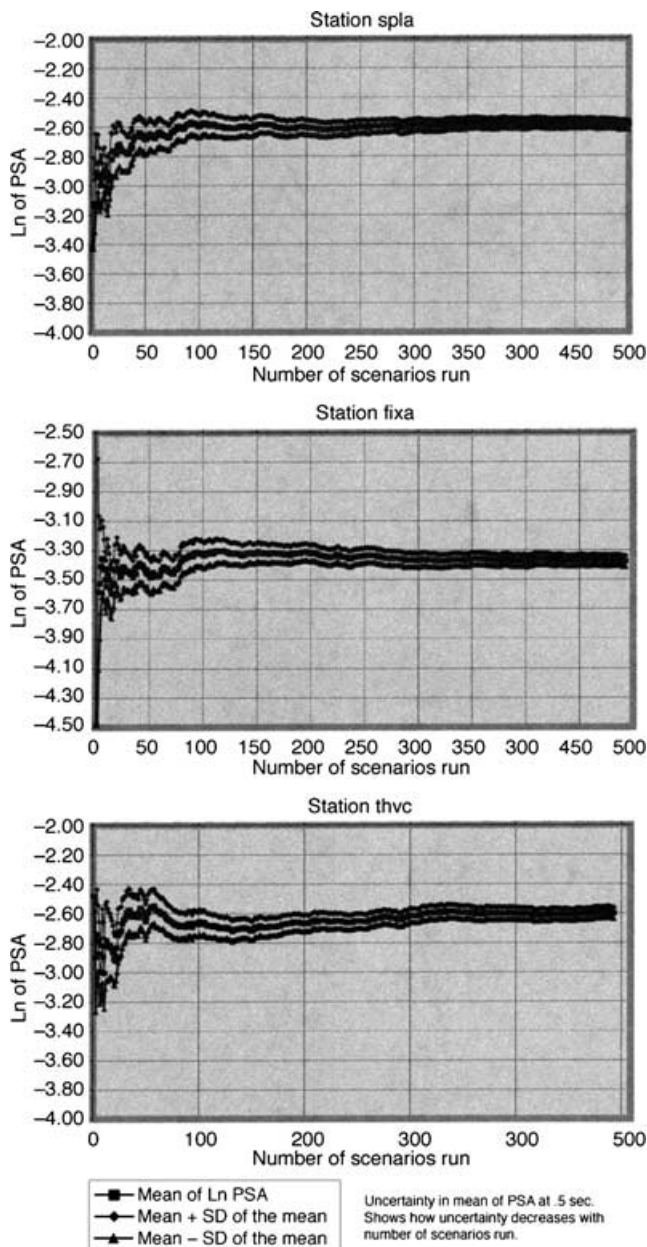 Station spla
Ln of PSA
−2.00
−2.20
−2.40
−2.60
−2.80
−3.00
−3.20
−3.40
−3.60
−3.80
−4.00
0 50 100 150 200 250 300 350 300 450 500
Number of scenarios run
Station fixa
Ln of PSA
−2.50
−2.70
−2.90
−3.10
−3.30
−3.50
−3.70
−3.90
−4.10
−4.30
−4.50
0 50 100 150 200 250 300 350 300 450 500
Number of scenarios run
Station thvc
Ln of PSA
−2.00
−2.20
−2.40
−2.60
−2.80
−3.00
−3.20
−3.40
−3.60
−3.80
−4.00
0 100 200 300 300 500
Number of scenarios run
Mean of Ln PSA
Mean + SD of the mean
Mean − SD of the mean
Uncertainty in mean of PSA at .5 sec.
Shows how uncertainty decreases with
number of scenarios run.